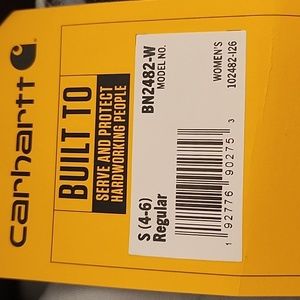 carhartt
BUILT TO
SERVE AND PROTECT
HARDWORKING PEOPLE
BN2482-W
MODEL NO.
WOMEN'S
102482-I26
S (4-6)
Regular
1 92776 90275 3